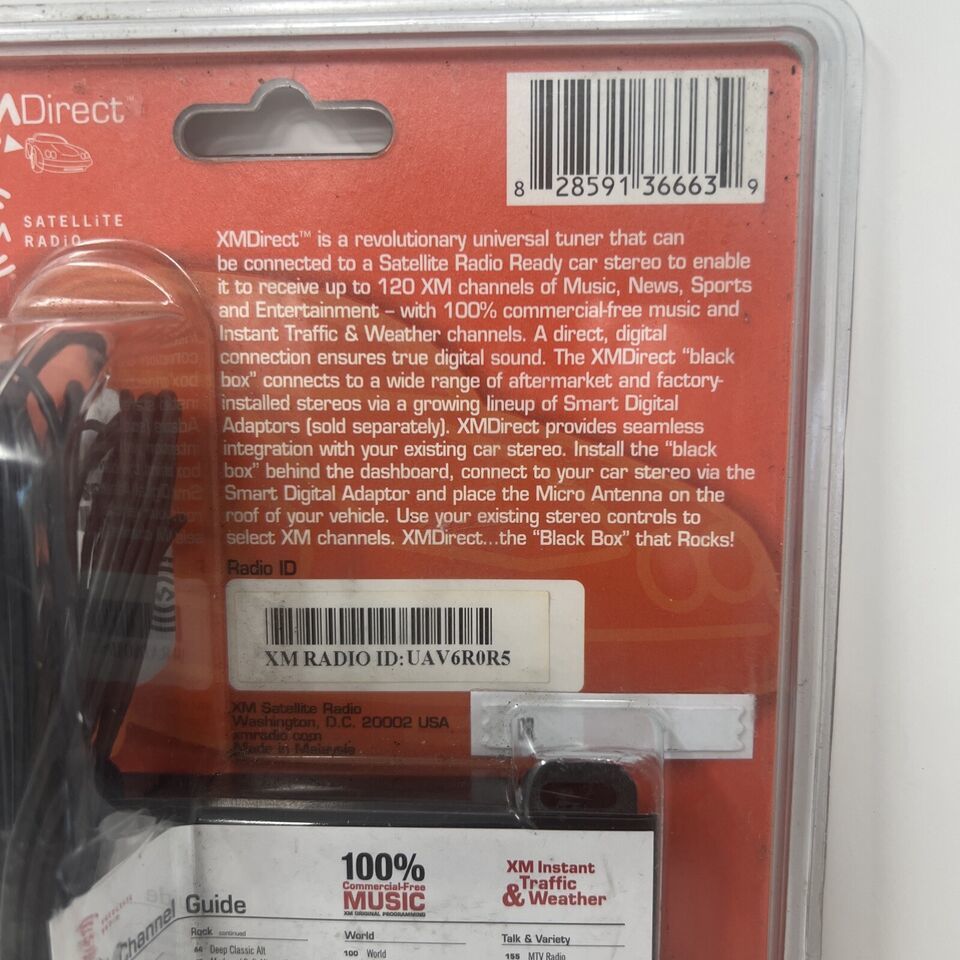 Direct™
SATELLiTE
RADiO
8 28591 36663 9
XMDirect™ is a revolutionary universal tuner that can
be connected to a Satellite Radio Ready car stereo to enable
it to receive up to 120 XM channels of Music, News, Sports
and Entertainment – with 100% commercial-free music and
Instant Traffic & Weather channels. A direct, digital
connection ensures true digital sound. The XMDirect "black
box" connects to a wide range of aftermarket and factory-
installed stereos via a growing lineup of Smart Digital
Adaptors (sold separately). XMDirect provides seamless
integration with your existing car stereo. Install the "black
box" behind the dashboard, connect to your car stereo via the
Smart Digital Adaptor and place the Micro Antenna on the
roof of your vehicle. Use your existing stereo controls to
select XM channels. XMDirect...the "Black Box" that Rocks!
Radio ID
XM RADIO ID:UAV6R0R5
XM Satellite Radio
Washington, D.C. 20002 USA
xmradio.com
Made in Malaysia
Channel Guide
100%
Commercial-Free
MUSIC
XM ORIGINAL PROGRAMMING
XM Instant
Traffic
& Weather
Rock continued
World
Talk & Variety
Deep Classic Alt
100 World
155 MTV Radio